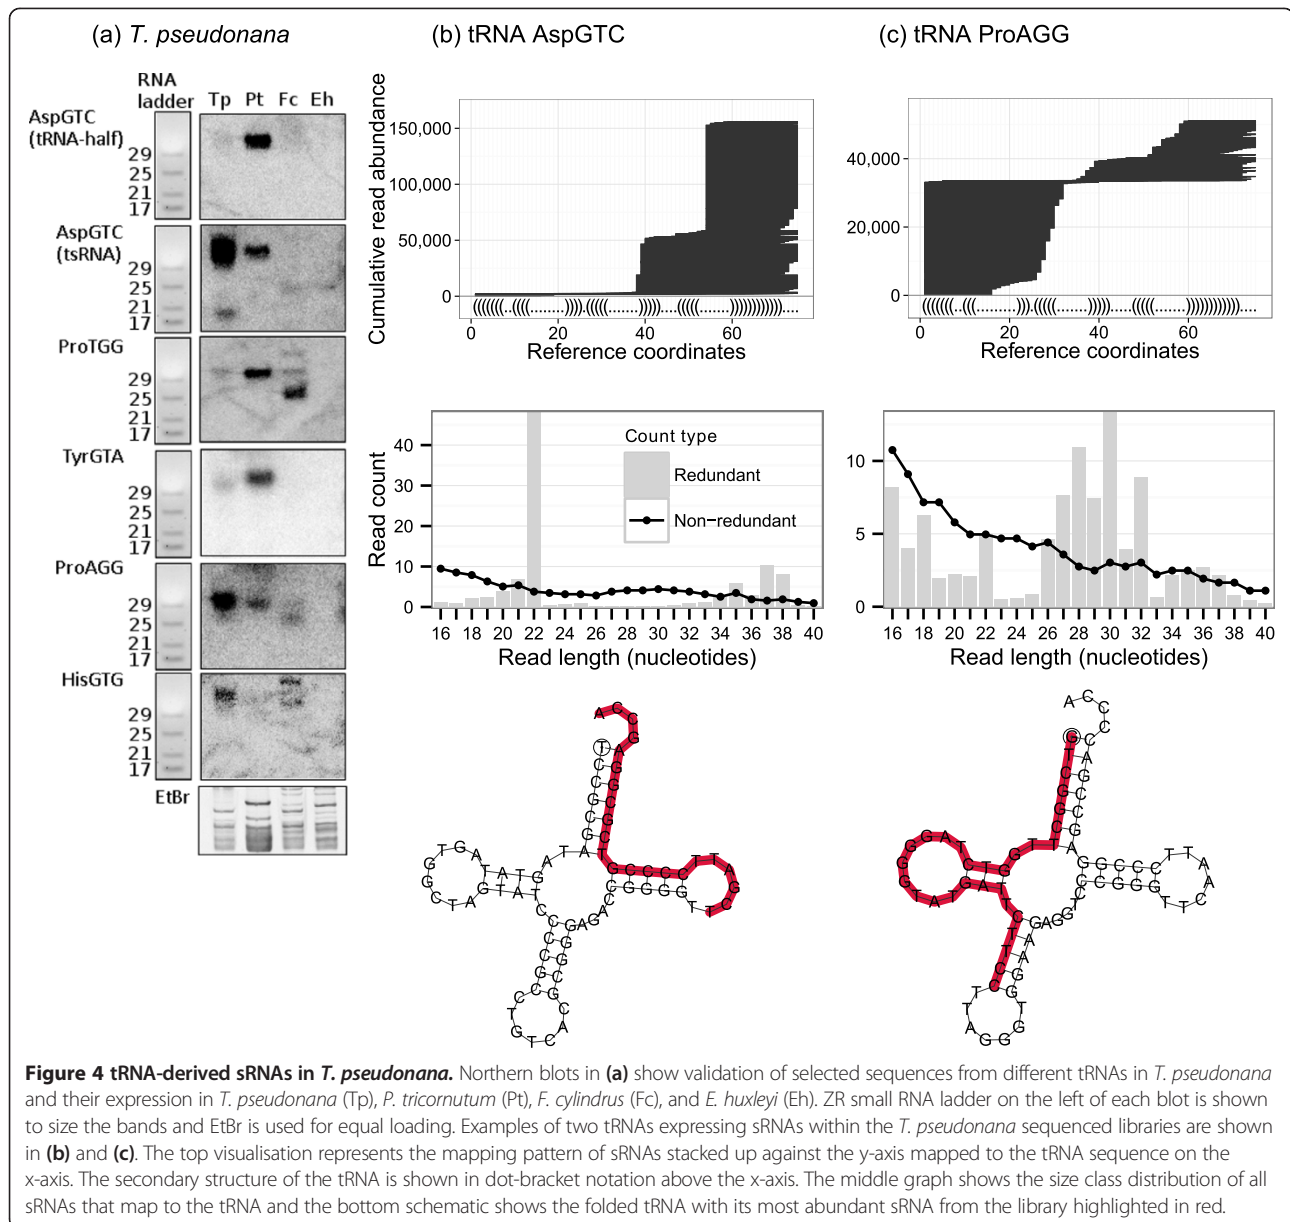 (a) T. pseudonana
(b) tRNA AspGTC
(c) tRNA ProAGG
RNA
ladder
Tp Pt Fc Eh
AspGTC
(tRNA-half)
29
25
21
17
AspGTC
(tsRNA)
29
25
21
17
ProTGG
29
25
21
17
TyrGTA
29
25
21
17
ProAGG
29
25
21
17
HisGTG
29
25
21
17
EtBr
Cumulative read abundance
150,000
100,000
50,000
0
0 20 40 60
Reference coordinates
40,000
20,000
0
0 20 40 60
Reference coordinates
Read count
40
30
20
10
0
Count type
Redundant
Non-redundant
16 18 20 22 24 26 28 30 32 34 36 38 40
Read length (nucleotides)
10
5
0
16 18 20 22 24 26 28 30 32 34 36 38 40
Read length (nucleotides)
Figure 4 tRNA-derived sRNAs in T. pseudonana. Northern blots in (a) show validation of selected sequences from different tRNAs in T. pseudonana
and their expression in T. pseudonana (Tp), P. tricornutum (Pt), F. cylindrus (Fc), and E. huxleyi (Eh). ZR small RNA ladder on the left of each blot is shown
to size the bands and EtBr is used for equal loading. Examples of two tRNAs expressing sRNAs within the T. pseudonana sequenced libraries are shown
in (b) and (c). The top visualisation represents the mapping pattern of sRNAs stacked up against the y-axis mapped to the tRNA sequence on the
x-axis. The secondary structure of the tRNA is shown in dot-bracket notation above the x-axis. The middle graph shows the size class distribution of all
sRNAs that map to the tRNA and the bottom schematic shows the folded tRNA with its most abundant sRNA from the library highlighted in red.